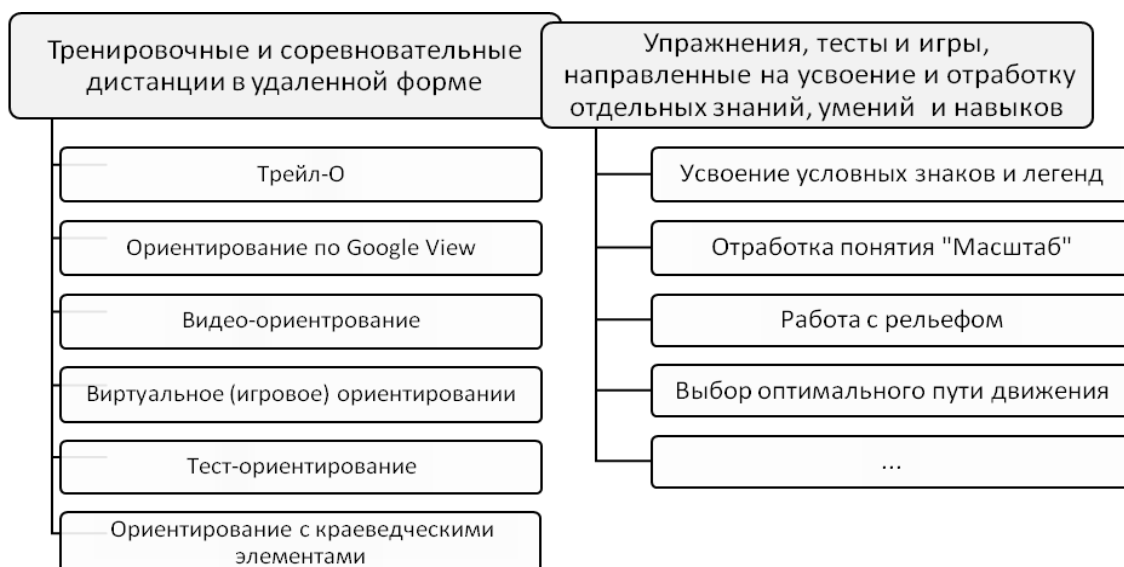 Тренировочные и соревновательные
дистанции в удаленной форме
Трейл-О
Ориентирование по Google View
Видео-ориентрование
Виртуальное (игровое) ориентировании
Тест-ориентирование
Ориентирование с краеведческими
элементами
Упражнения, тесты и игры,
направленные на усвоение и отработку
отдельных знаний, умений и навыков
Усвоение условных знаков и легенд
Отработка понятия "Масштаб"
Работа с рельефом
Выбор оптимального пути движения
...